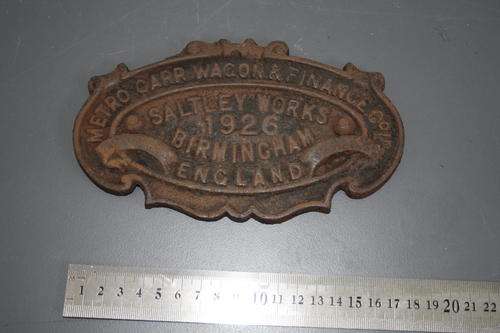 METRO. CARR. WAGON & FINANCE Co LTD
SALTLEY WORKS
1926
BIRMINGHAM
ENGLAND
1 2 3 4 5 6 7 8 9 10 11 12 13 14 15 16 17 18 19 20 21 22